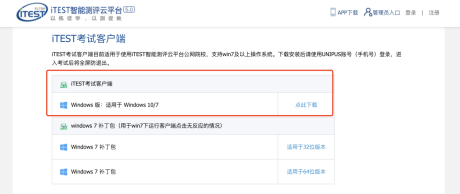 iTEST智能测评云平台 5.0
以练促学，以测促能
APP下载 管理员入口 登录 | 注册
iTEST考试客户端
iTEST考试客户端目前适用于使用iTEST智能测评云平台公网院校，支持win7及以上操作系统。下载安装后请使用UNIPUS账号（手机号）登录，进
入考试后将全屏防退出。
iTEST考试客户端
Windows 版：适用于 Windows 10/7 点此下载
windows 7 补丁包（用于win7下运行客户端点击无反应的情况）
Windows 7 补丁包 适用于32位版本
Windows 7 补丁包 适用于64位版本